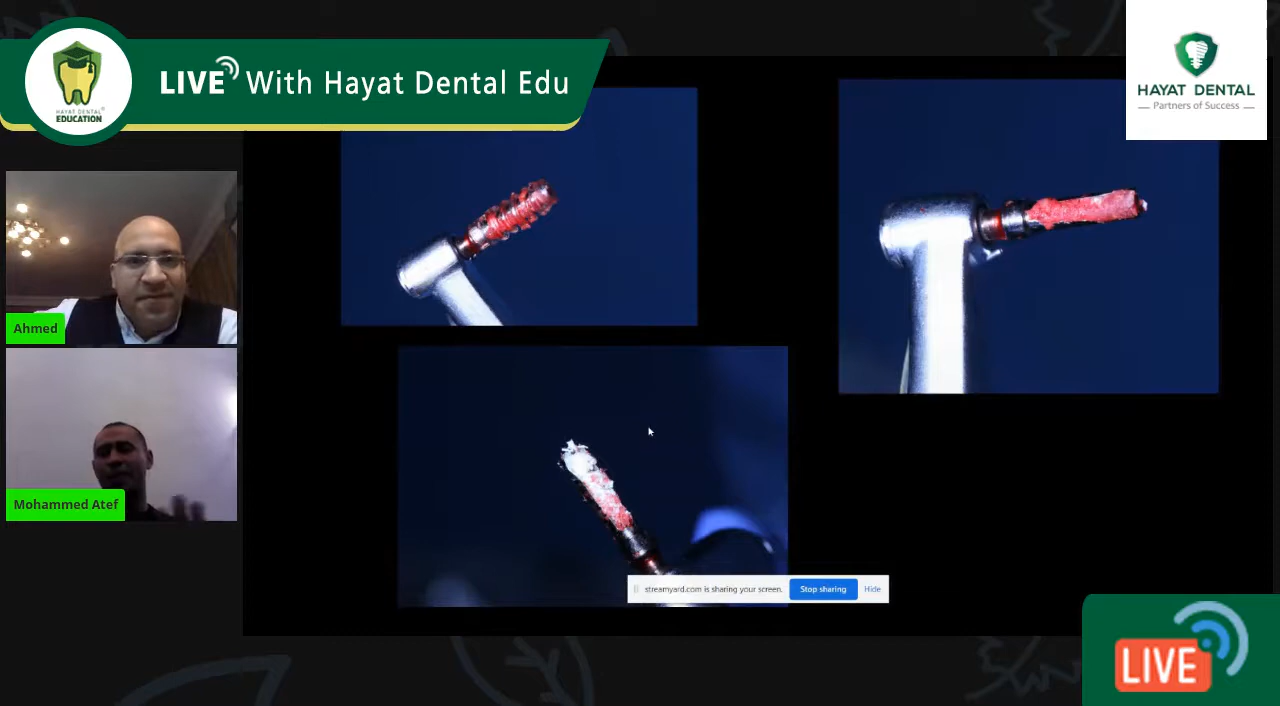 LIVE With Hayat Dental Edu
HAYAT DENTAL
EDUCATION
HAYAT DENTAL
Partners of Success
Ahmed
Mohammed Atef
streamyard.com is sharing your screen.
Stop sharing
Hide
LIVE